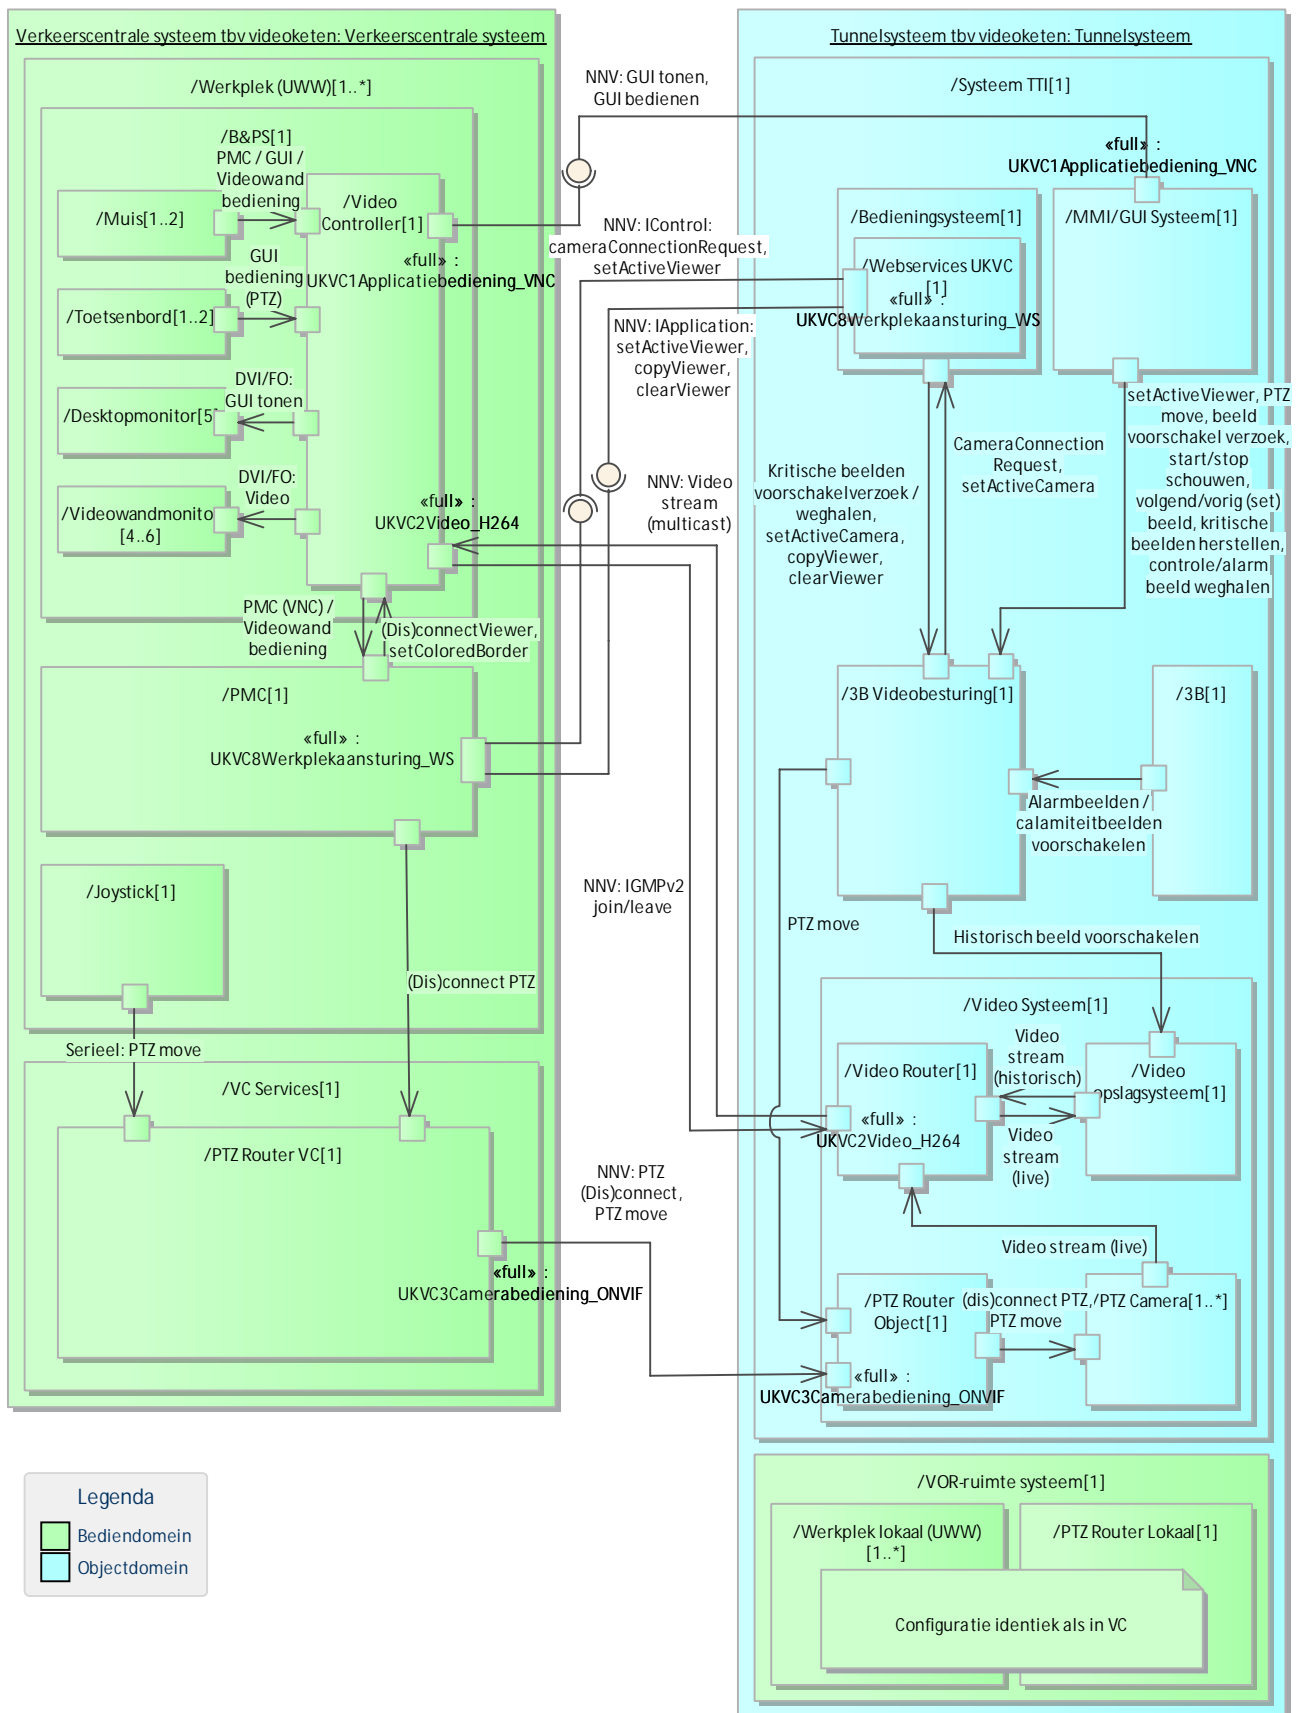 Verkeerscentrale systeem tbv videoketen: Verkeerscentrale systeem
/Werkplek (UWW)[1..*]
/B&PS[1]
PMC / GUI /
Videowand
bediening
/Muis[1..2]
/Video
Controller[1]
«full» :
UKVC1Applicatiebediening_VNC
GUI
bediening
(PTZ)
/Toetsenbord[1..2]
DVI/FO:
GUI tonen
/Desktopmonitor[5]
DVI/FO:
Video
/Videowandmonito
[4..6]
«full» :
UKVC2Video_H264
PMC (VNC) /
Videowand
bediening
(Dis)connectViewer,
setColoredBorder
/PMC[1]
«full» :
UKVC8Werkplekaansturing_WS
/Joystick[1]
(Dis)connect PTZ
Serieel: PTZ move
/VC Services[1]
/PTZ Router VC[1]
«full» :
UKVC3Camerabediening_ONVIF
NNV: GUI tonen,
GUI bedienen
NNV: IControl:
cameraConnectionRequest,
setActiveViewer
NNV: IApplication:
setActiveViewer,
copyViewer,
clearViewer
NNV: Video
stream
(multicast)
NNV: IGMPv2
join/leave
NNV: PTZ
(Dis)connect,
PTZ move
Tunnelsysteem tbv videoketen: Tunnelsysteem
/Systeem TTI[1]
«full» :
UKVC1Applicatiebediening_VNC
/Bedieningsysteem[1]
/MMI/GUI Systeem[1]
/Webservices UKVC
[1]
«full» :
UKVC8Werkplekaansturing_WS
setActiveViewer, PTZ
move, beeld
voorschakel verzoek,
start/stop
schouwen,
volgend/vorig (set)
beeld, kritische
beelden herstellen,
controle/alarm
beeld weghalen
CameraConnection
Request,
setActiveCamera
Kritische beelden
voorschakelverzoek /
weghalen,
setActiveCamera,
copyViewer,
clearViewer
/3B Videobesturing[1]
/3B[1]
Alarmbeelden /
calamiteitbeelden
voorschakelen
PTZ move
Historisch beeld voorschakelen
/Video Systeem[1]
Video
stream
(historisch)
/Video Router[1]
/Video
opslagsysteem[1]
«full» :
UKVC2Video_H264
Video
stream
(live)
Video stream (live)
/PTZ Router
Object[1]
(dis)connect PTZ,
PTZ move
/PTZ Camera[1..*]
«full» :
UKVC3Camerabediening_ONVIF
/VOR-ruimte systeem[1]
/Werkplek lokaal (UWW)
[1..*]
/PTZ Router Lokaal[1]
Configuratie identiek als in VC
Legenda
Bediendomein
Objectdomein